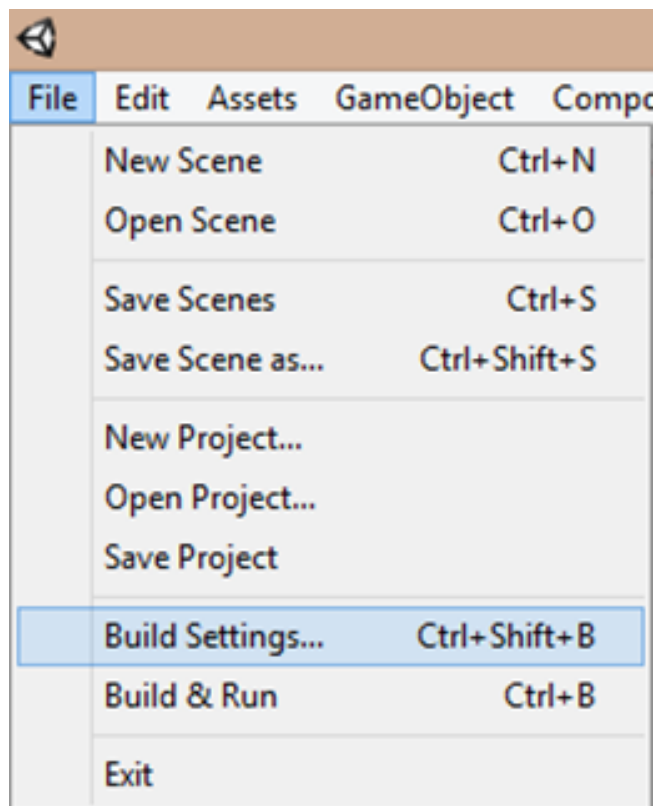 File Edit Assets GameObject Compo
New Scene Ctrl+N
Open Scene Ctrl+O
Save Scenes Ctrl+S
Save Scene as... Ctrl+Shift+S
New Project...
Open Project...
Save Project
Build Settings... Ctrl+Shift+B
Build & Run Ctrl+B
Exit